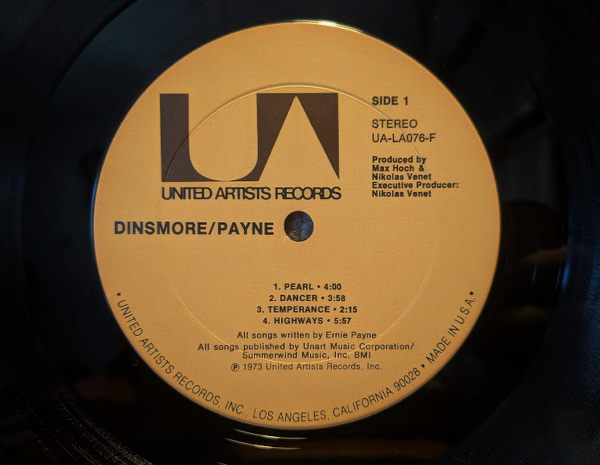 UA
UNITED ARTISTS RECORDS
SIDE 1
STEREO
UA-LA076-F
Produced by
Max Hoch &
Nikolas Venet
Executive Producer:
Nikolas Venet
DINSMORE/PAYNE
1. PEARL • 4:00
2. DANCER • 3:58
3. TEMPERANCE • 2:15
4. HIGHWAYS • 5:57
All songs written by Ernie Payne
All songs published by Unart Music Corporation/
Summerwind Music, Inc. BMI
℗ 1973 United Artists Records, Inc.
• UNITED ARTISTS RECORDS, INC., LOS ANGELES, CALIFORNIA 90028 • MADE IN U.S.A. •